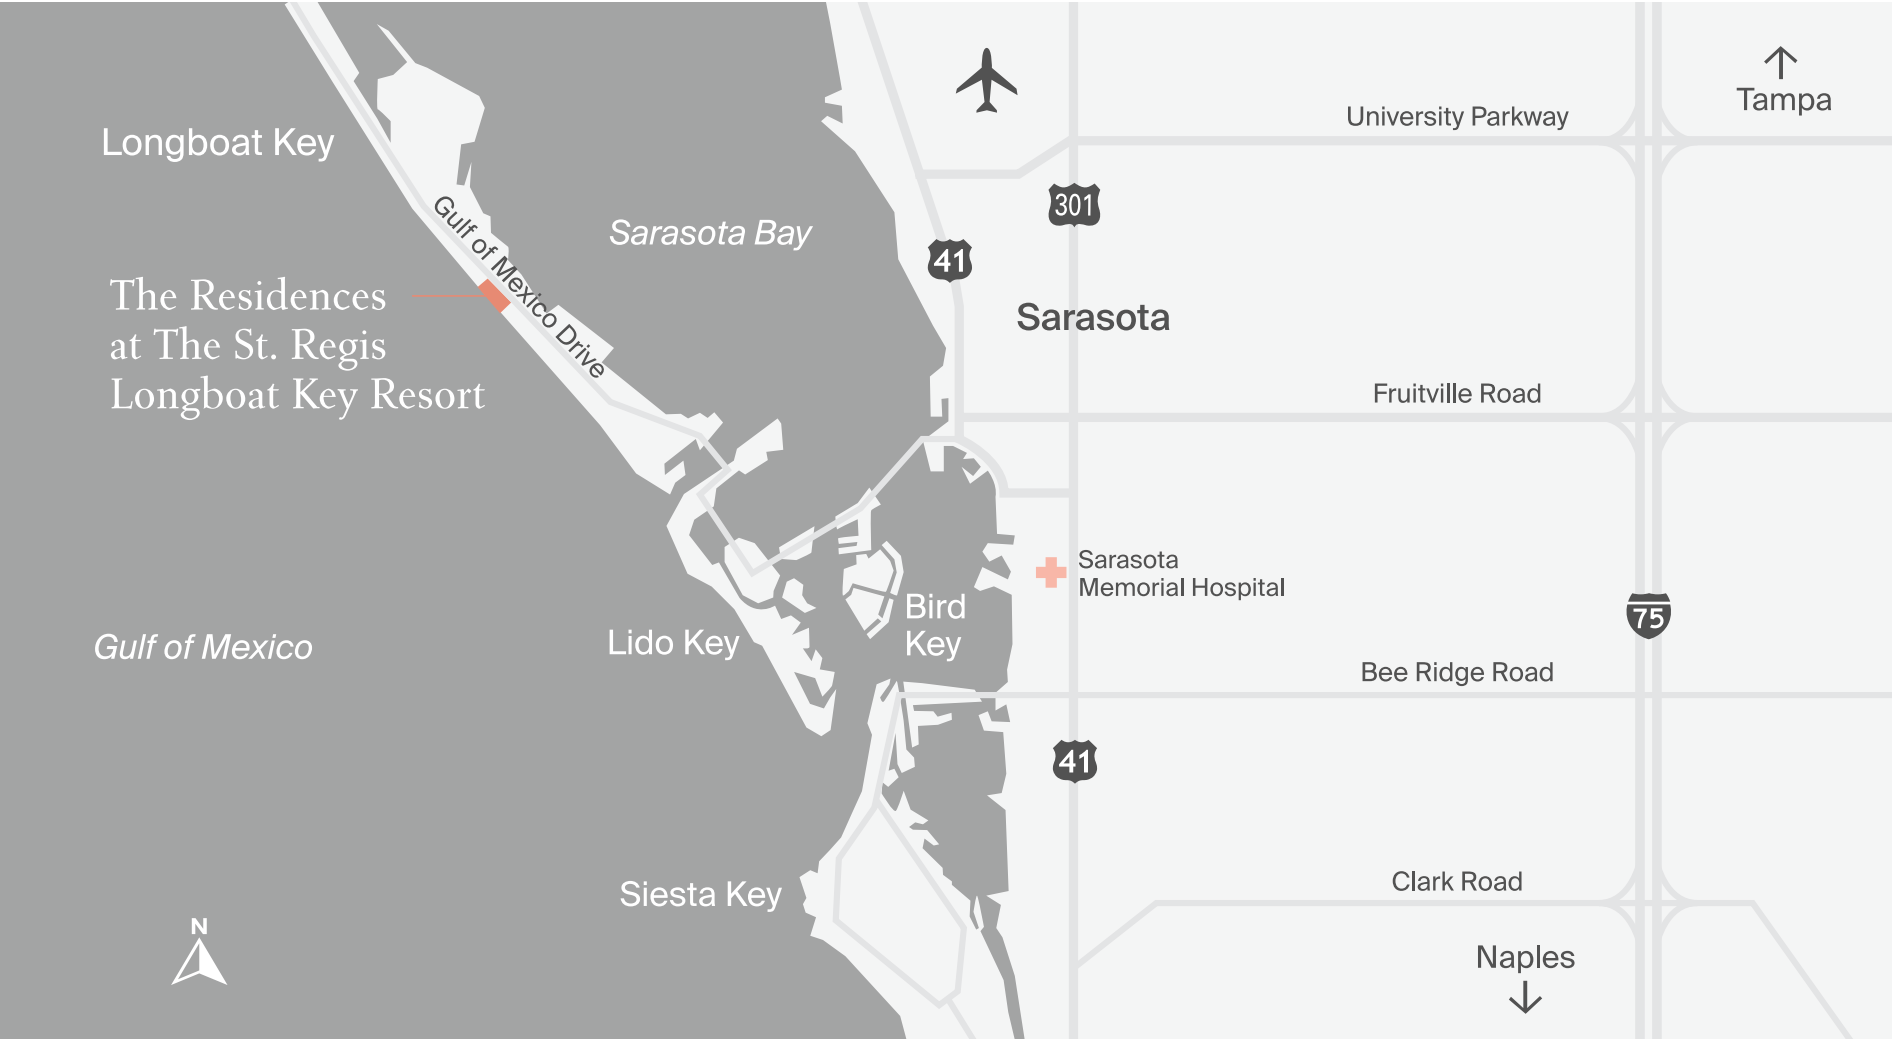 Tampa
University Parkway
Longboat Key
301
Gulf of Mexico Drive
Sarasota Bay
41
The Residences
at The St. Regis
Longboat Key Resort
Sarasota
Fruitville Road
Sarasota
Memorial Hospital
Bird
Key
75
Gulf of Mexico
Lido Key
Bee Ridge Road
41
Siesta Key
Clark Road
N
Naples